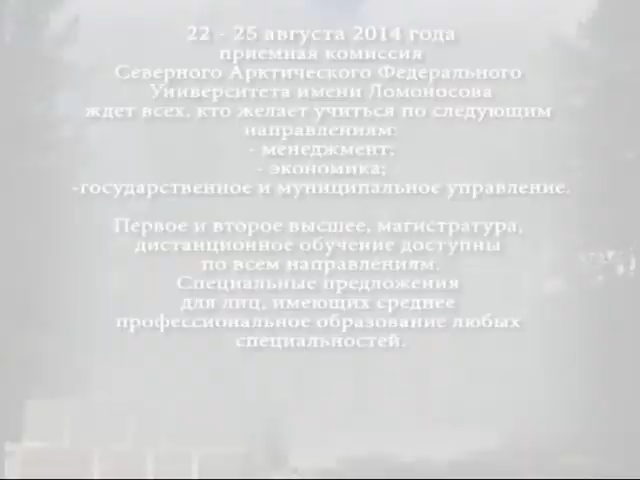 22 - 25 августа 2014 года
приемная комиссия
Северного Арктического Федерального
Университета имени Ломоносова
ждет всех, кто желает учиться по следующим
направлениям:
- менеджмент;
- экономика;
-государственное и муниципальное управление.
Первое и второе высшее, магистратура,
дистанционное обучение доступны
по всем направлениям.
Специальные предложения
для лиц, имеющих среднее
профессиональное образование любых
специальностей.